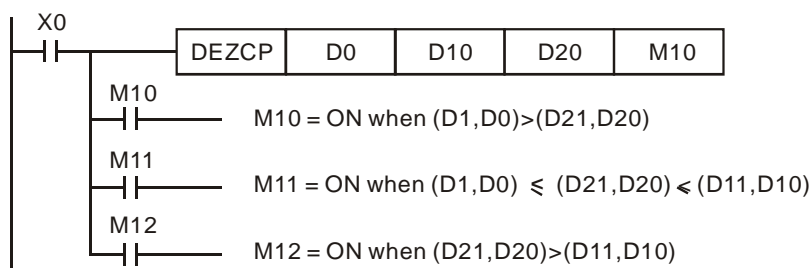 X0
DEZCP D0 D10 D20 M10
M10
M10 = ON when (D1,D0)>(D21,D20)
M11
M11 = ON when (D1,D0) ≤ (D21,D20) ≤ (D11,D10)
M12
M12 = ON when (D21,D20)>(D11,D10)